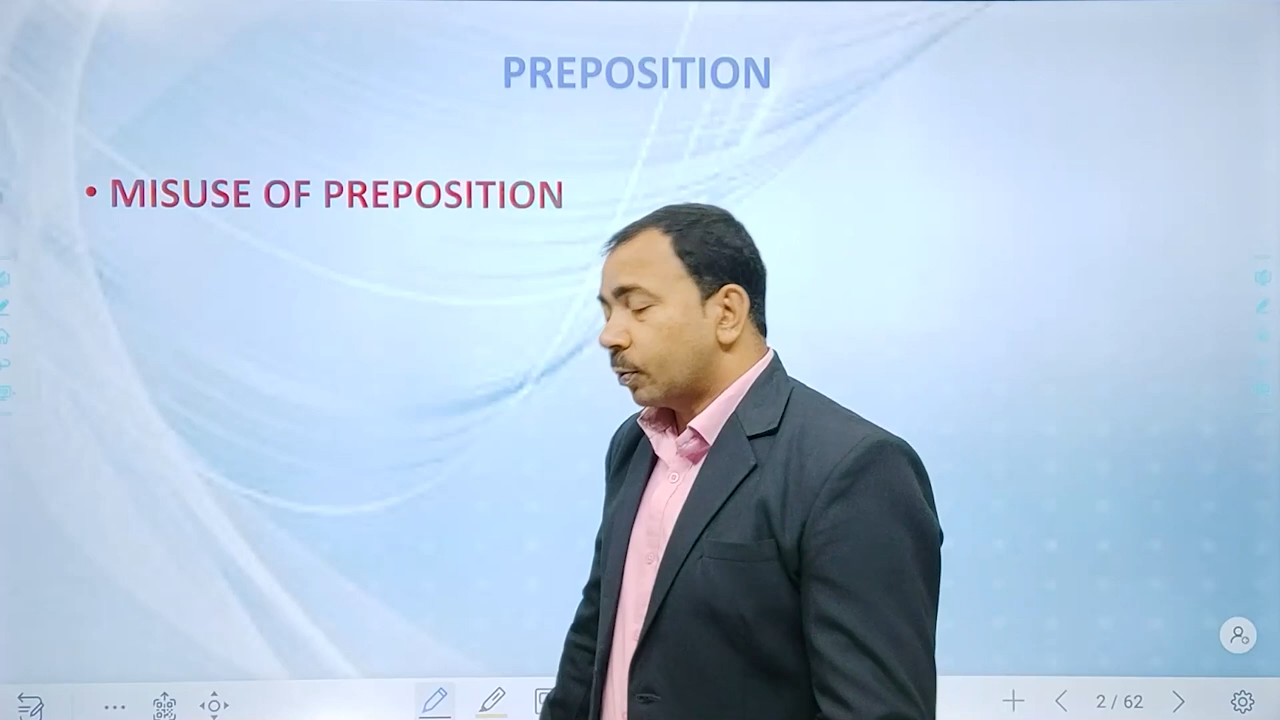 PREPOSITION
• MISUSE OF PREPOSITION
2 / 62